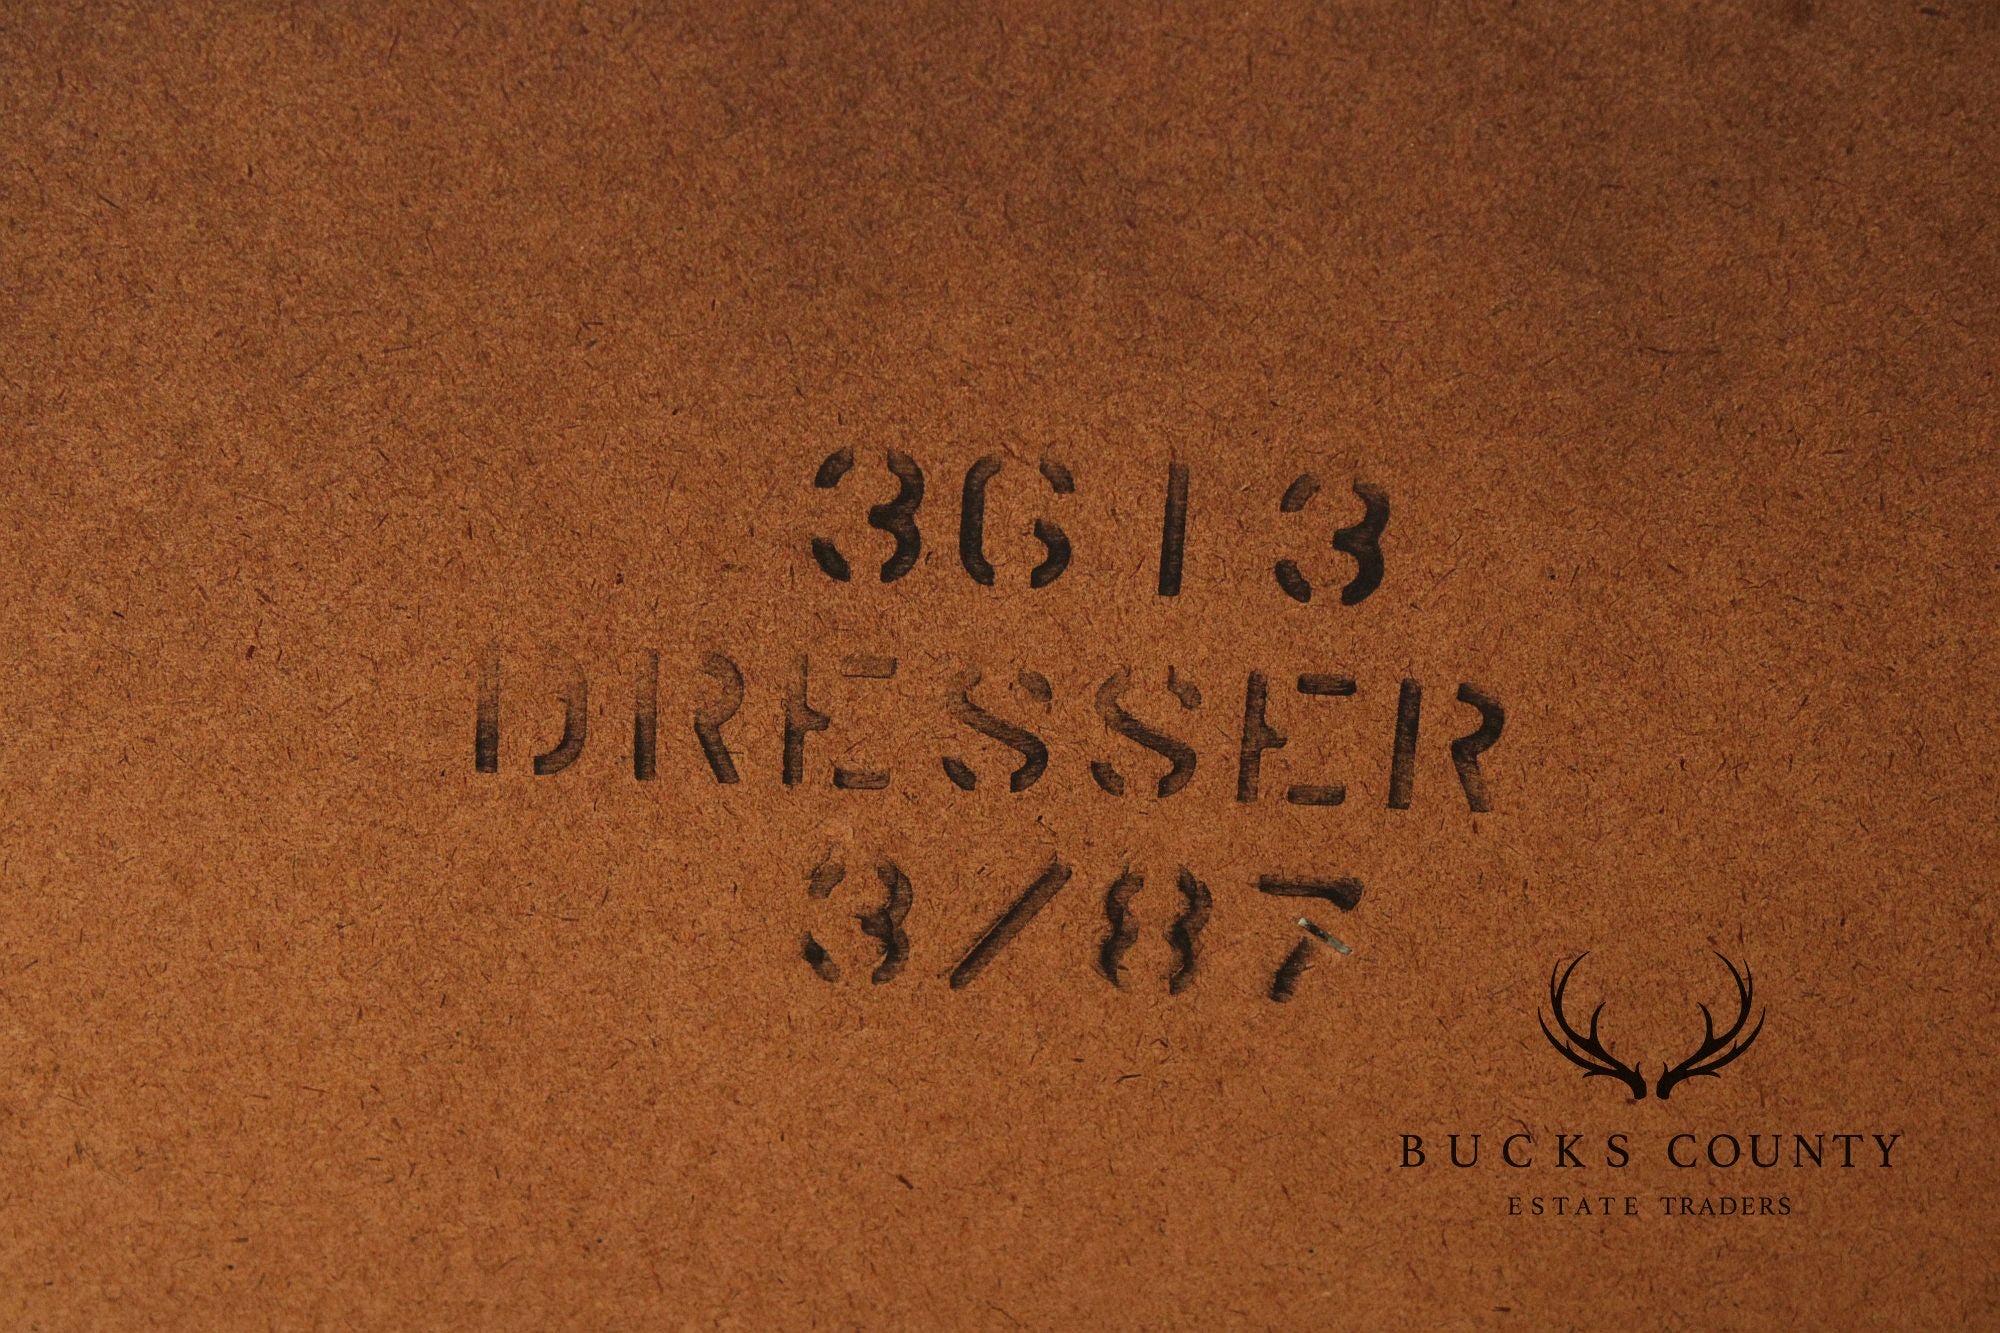 3613
DRESSER
3/87
BUCKS COUNTY
ESTATE TRADERS